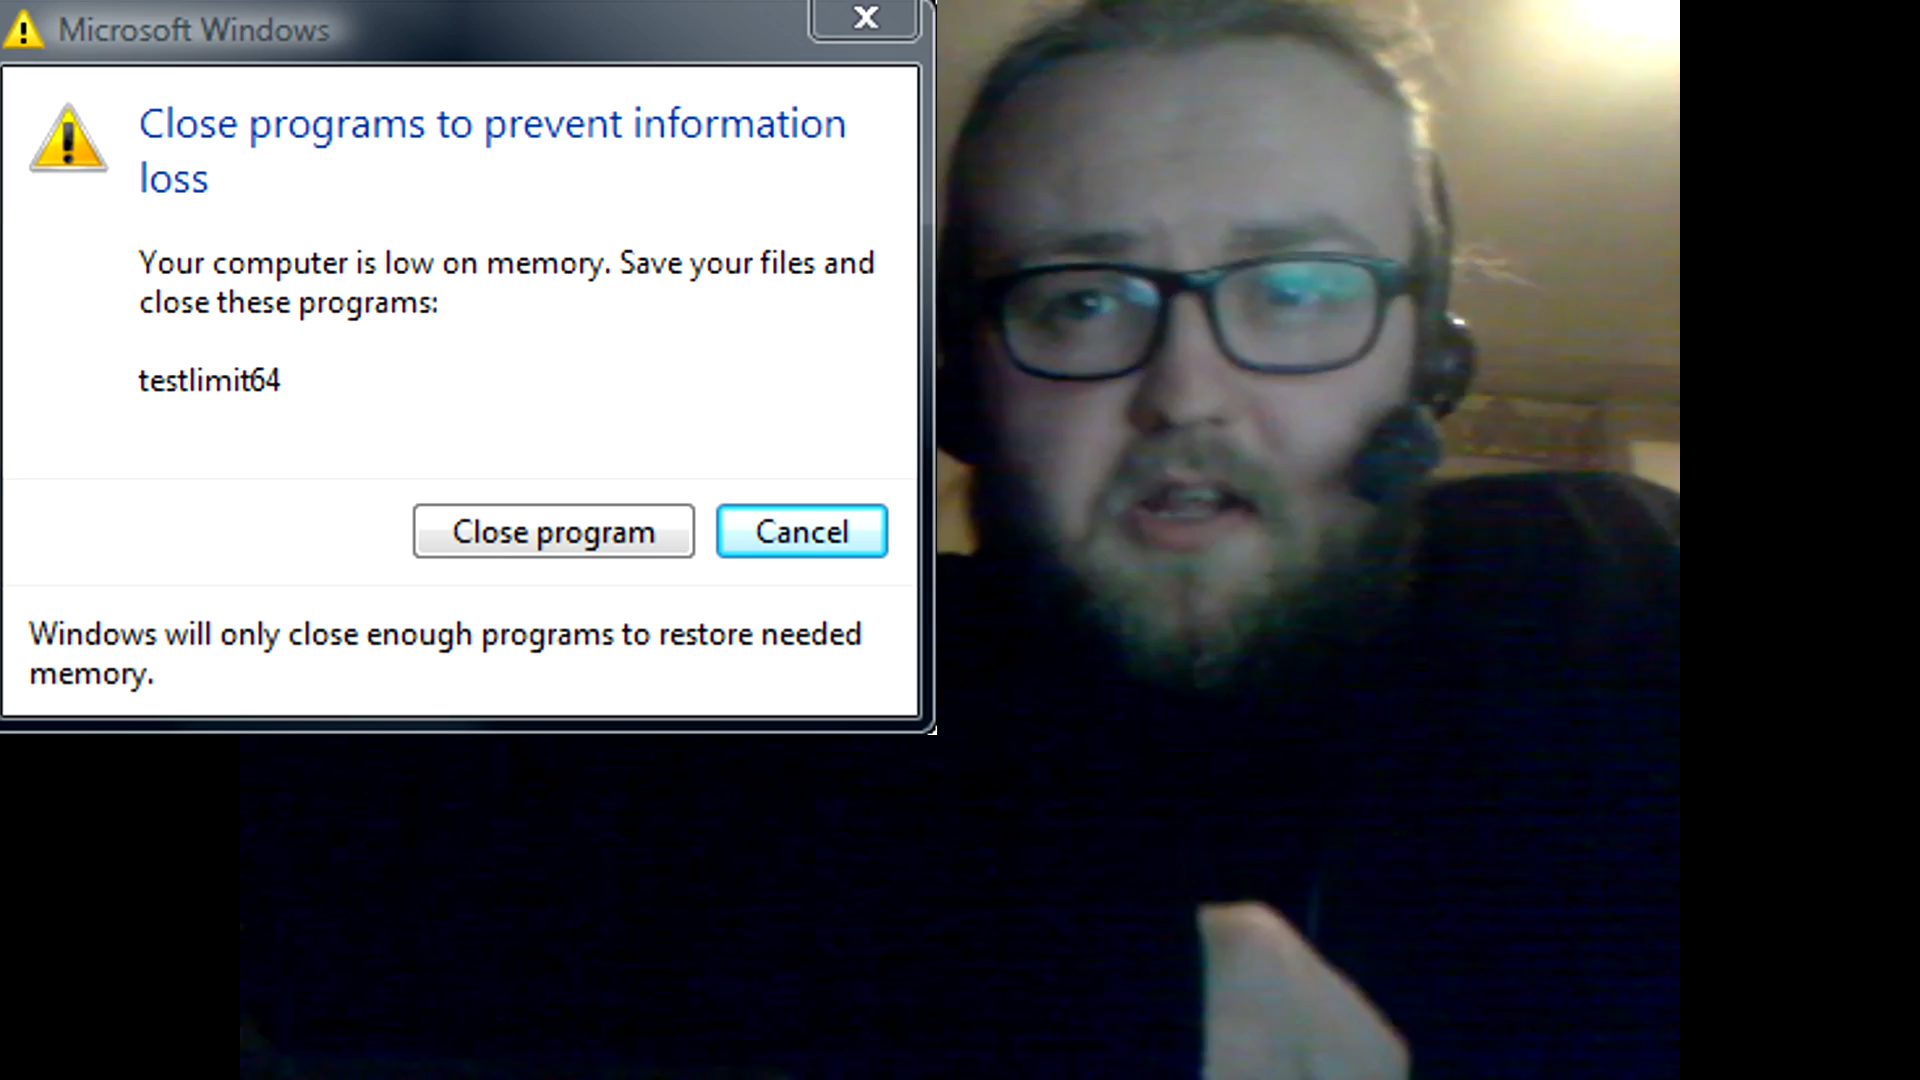 Microsoft Windows
X
Close programs to prevent information
loss
Your computer is low on memory. Save your files and
close these programs:
testlimit64
Close program
Cancel
Windows will only close enough programs to restore needed
memory.